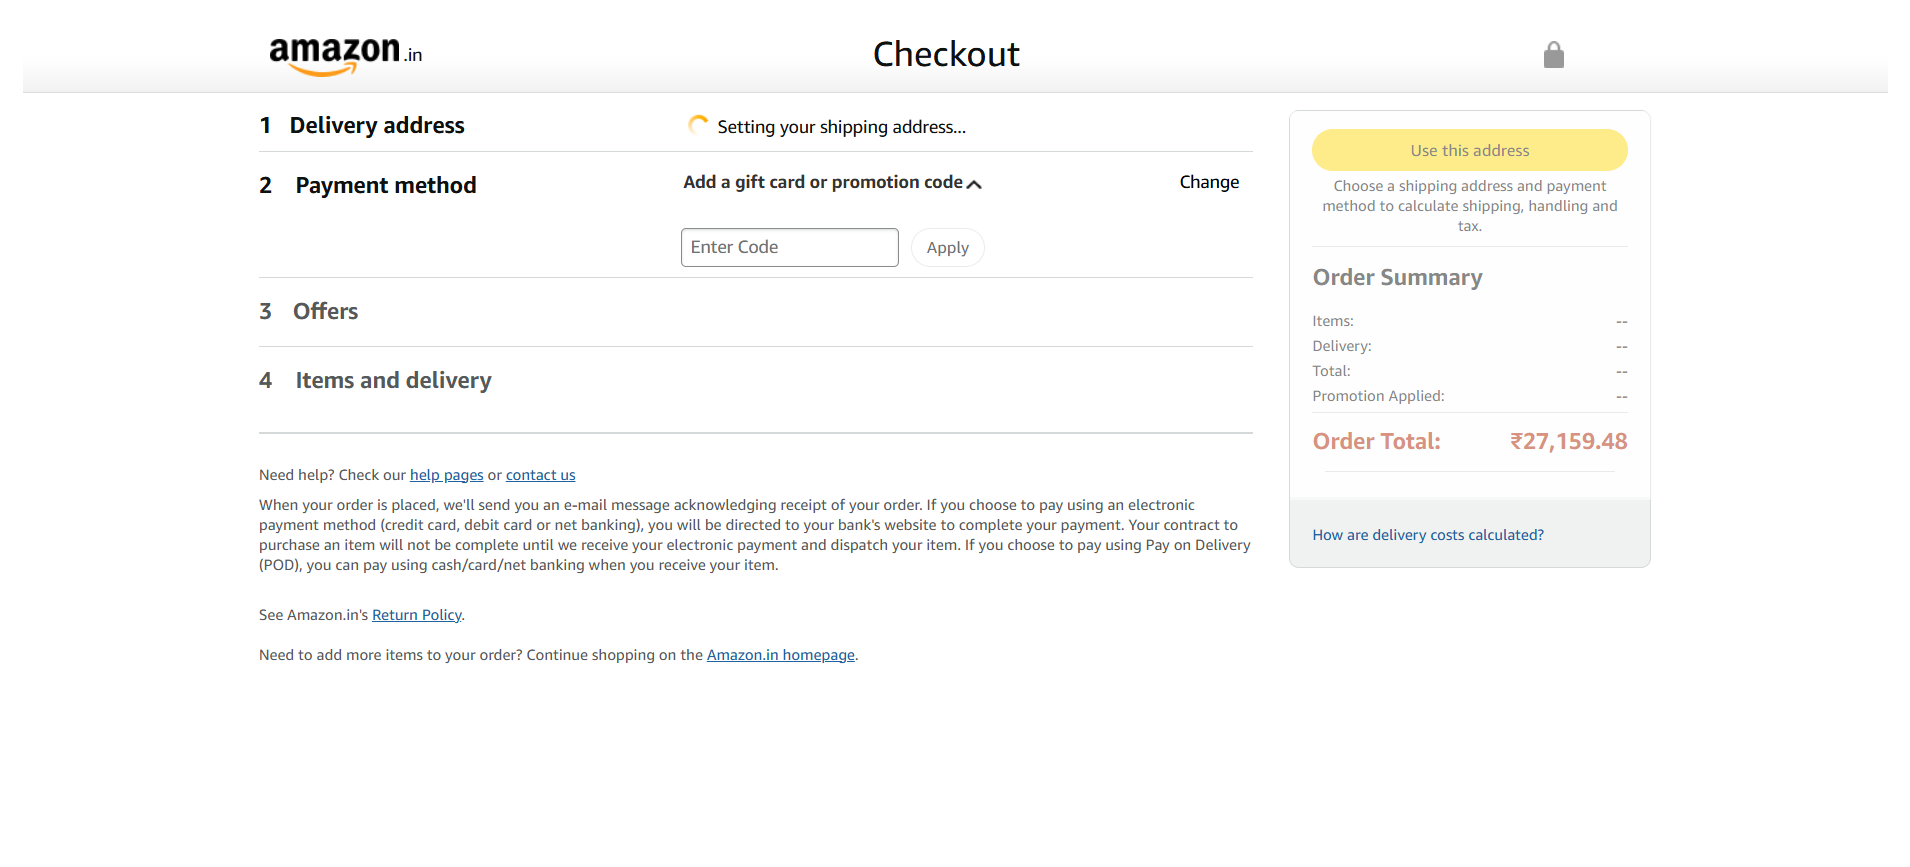 amazon.in
Checkout
1 Delivery address
Setting your shipping address...
2 Payment method
Add a gift card or promotion code
Change
Enter Code
Apply
3 Offers
4 Items and delivery
Need help? Check our help pages or contact us
When your order is placed, we'll send you an e-mail message acknowledging receipt of your order. If you choose to pay using an electronic
payment method (credit card, debit card or net banking), you will be directed to your bank's website to complete your payment. Your contract to
purchase an item will not be complete until we receive your electronic payment and dispatch your item. If you choose to pay using Pay on Delivery
(POD), you can pay using cash/card/net banking when you receive your item.
See Amazon.in's Return Policy.
Need to add more items to your order? Continue shopping on the Amazon.in homepage.
Use this address
Choose a shipping address and payment
method to calculate shipping, handling and
tax.
Order Summary
Items: --
Delivery: --
Total: --
Promotion Applied: --
Order Total: ₹27,159.48
How are delivery costs calculated?